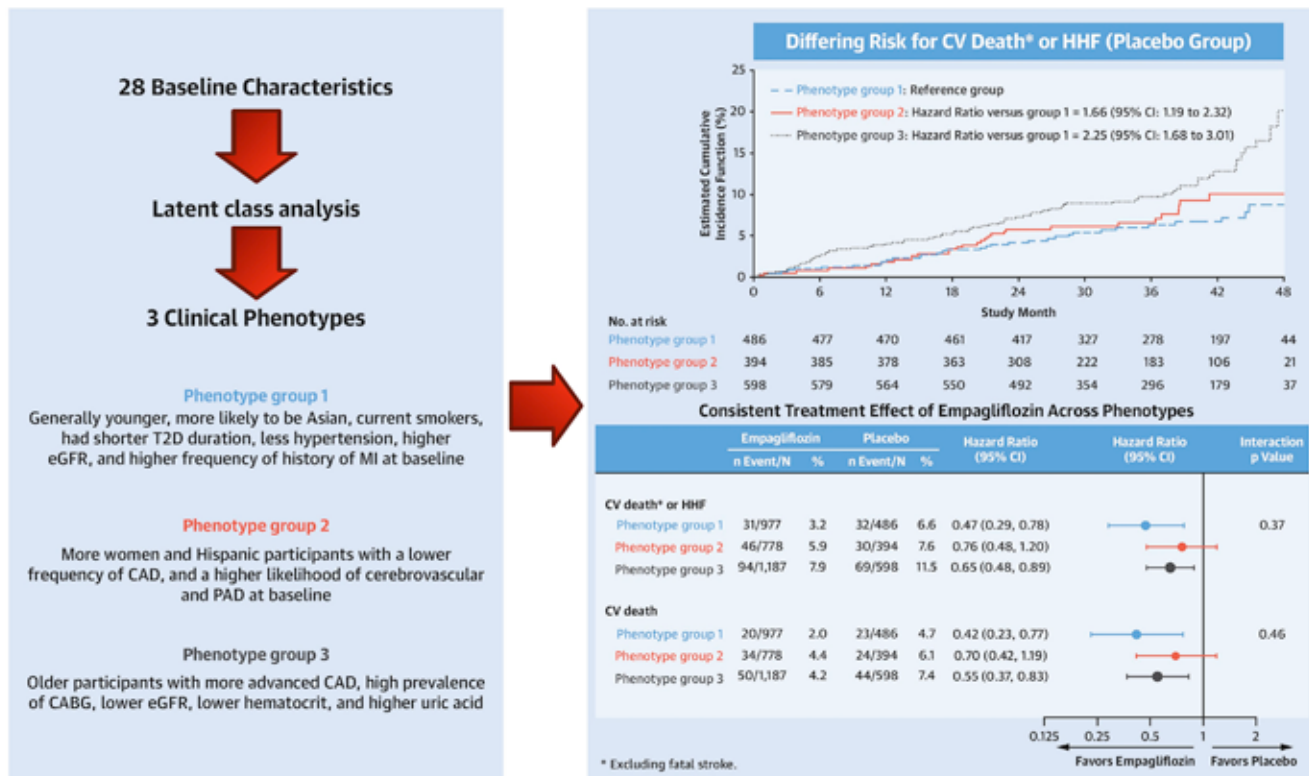 28 Baseline Characteristics
Latent class analysis
3 Clinical Phenotypes
Phenotype group 1
Generally younger, more likely to be Asian, current smokers,
had shorter T2D duration, less hypertension, higher
eGFR, and higher frequency of history of MI at baseline
Phenotype group 2
More women and Hispanic participants with a lower
frequency of CAD, and a higher likelihood of cerebrovascular
and PAD at baseline
Phenotype group 3
Older participants with more advanced CAD, high prevalence
of CABG, lower eGFR, lower hematocrit, and higher uric acid
Differing Risk for CV Death* or HHF (Placebo Group)
Estimated Cumulative
Incidence Function (%)
25
20
15
10
5
0
Phenotype group 1: Reference group
Phenotype group 2: Hazard Ratio versus group 1 = 1.66 (95% CI: 1.19 to 2.32)
Phenotype group 3: Hazard Ratio versus group 1 = 2.25 (95% CI: 1.68 to 3.01)
0 6 12 18 24 30 36 42 48
Study Month
No. at risk
Phenotype group 1 486 477 470 461 417 327 278 197 44
Phenotype group 2 394 385 378 363 308 222 183 106 21
Phenotype group 3 598 579 564 550 492 354 296 179 37
Consistent Treatment Effect of Empagliflozin Across Phenotypes
Empagliflozin Placebo Hazard Ratio Hazard Ratio Interaction
n Event/N % n Event/N % (95% CI) (95% CI) p Value
CV death* or HHF
Phenotype group 1 31/977 3.2 32/486 6.6 0.47 (0.29, 0.78) 0.37
Phenotype group 2 46/778 5.9 30/394 7.6 0.76 (0.48, 1.20)
Phenotype group 3 94/1,187 7.9 69/598 11.5 0.65 (0.48, 0.89)
CV death
Phenotype group 1 20/977 2.0 23/486 4.7 0.42 (0.23, 0.77) 0.46
Phenotype group 2 34/778 4.4 24/394 6.1 0.70 (0.42, 1.19)
Phenotype group 3 50/1,187 4.2 44/598 7.4 0.55 (0.37, 0.83)
0.125 0.25 0.5 1 2
Favors Empagliflozin Favors Placebo
* Excluding fatal stroke.